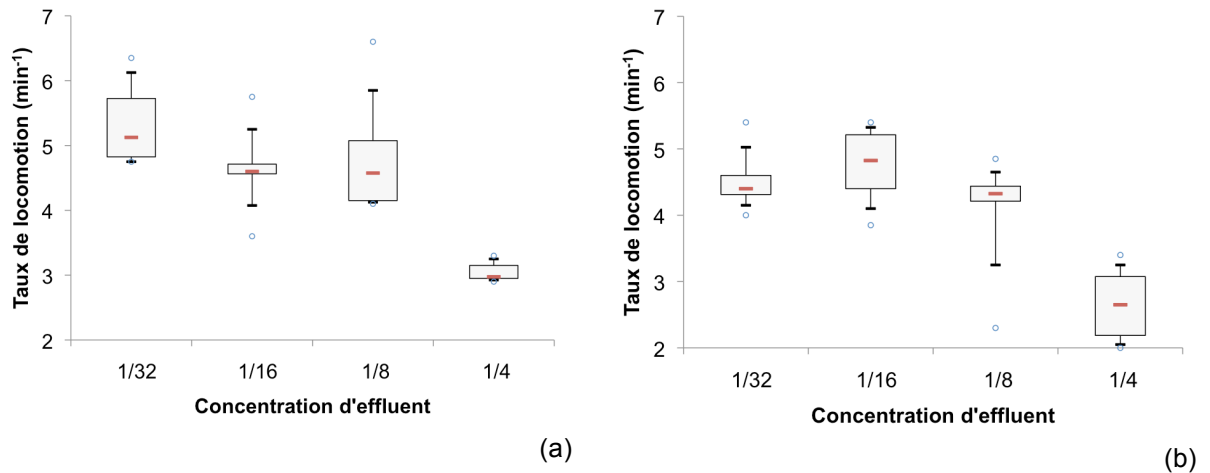 Taux de locomotion (min⁻¹)
7
6
5
4
3
2
1/32 1/16 1/8 1/4
Concentration d'effluent
(a)
Taux de locomotion (min⁻¹)
7
6
5
4
3
2
1/32 1/16 1/8 1/4
Concentration d'effluent
(b)